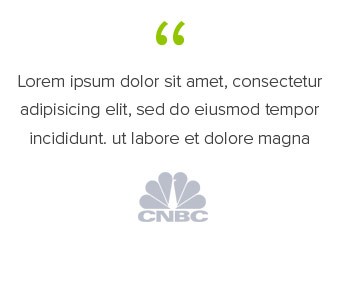 “
Lorem ipsum dolor sit amet, consectetur
adipisicing elit, sed do eiusmod tempor
incididunt. ut labore et dolore magna
CNBC